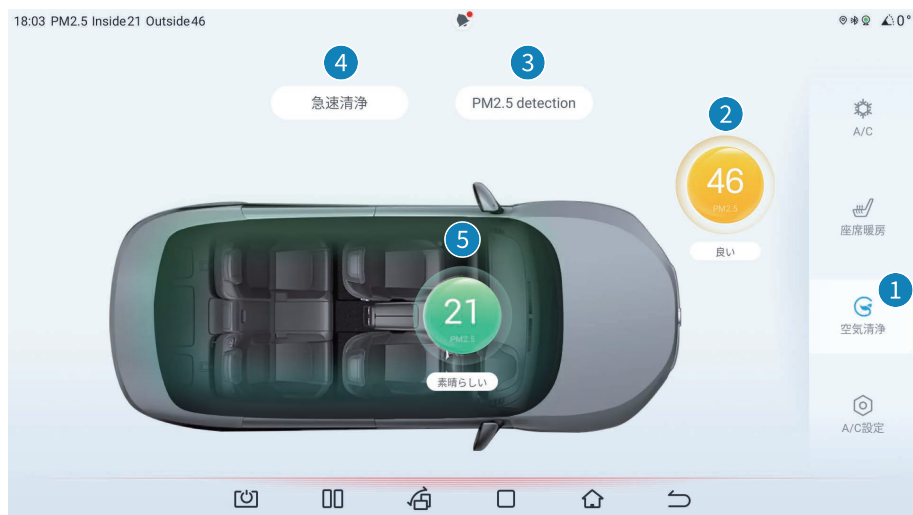 18:03 PM2.5 Inside21 Outside46
0°
4
3
急速清浄
PM2.5 detection
2
46
PM2.5
良い
5
21
PM2.5
素晴らしい
A/C
座席暖房
1
空気清浄
A/C設定